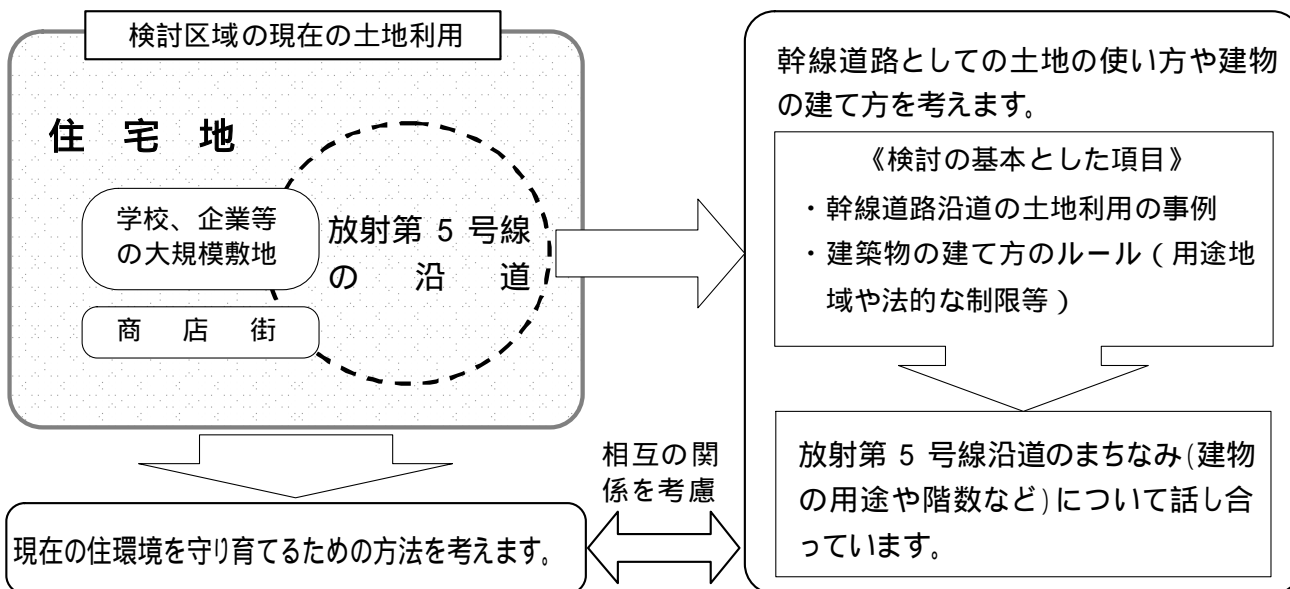 検討区域の現在の土地利用
住宅地
学校、企業等
の大規模敷地
商店街
放射第5号線
の沿道
現在の住環境を守り育てるための方法を考えます。
相互の関
係を考慮
幹線道路としての土地の使い方や建物
の建て方を考えます。
《検討の基本とした項目》
・幹線道路沿道の土地利用の事例
・建築物の建て方のルール(用途地
域や法的な制限等)
放射第5号線沿道のまちなみ(建物
の用途や階数など)について話し合
っています。